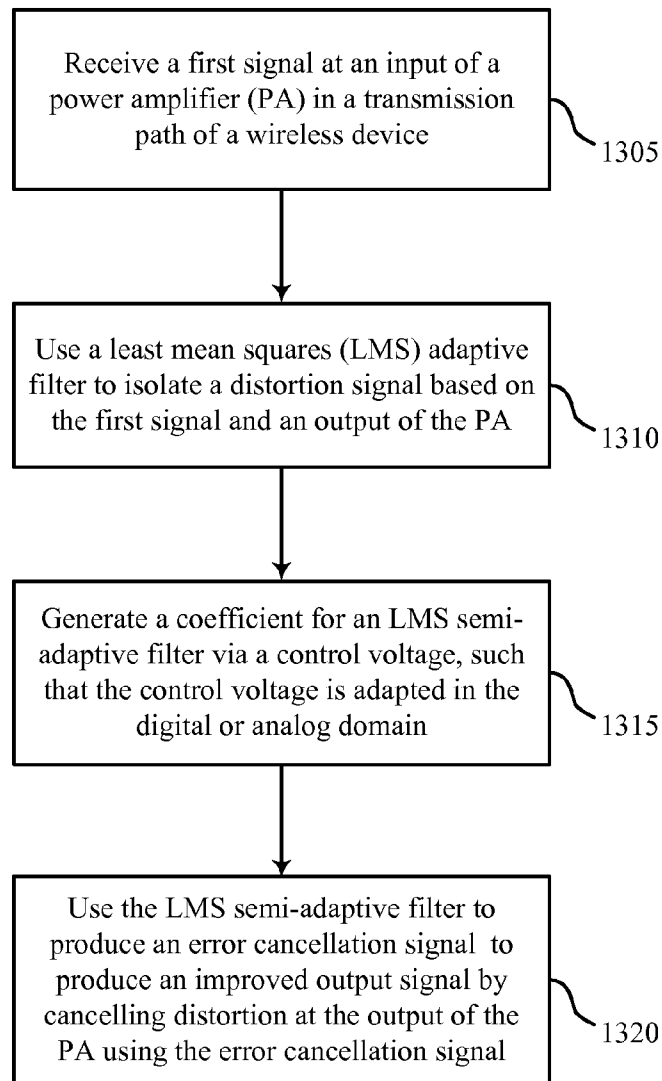 Receive a first signal at an input of a
power amplifier (PA) in a transmission
path of a wireless device
1305
Use a least mean squares (LMS) adaptive
filter to isolate a distortion signal based on
the first signal and an output of the PA
1310
Generate a coefficient for an LMS semi-
adaptive filter via a control voltage, such
that the control voltage is adapted in the
digital or analog domain
1315
Use the LMS semi-adaptive filter to
produce an error cancellation signal to
produce an improved output signal by
cancelling distortion at the output of the
PA using the error cancellation signal
1320